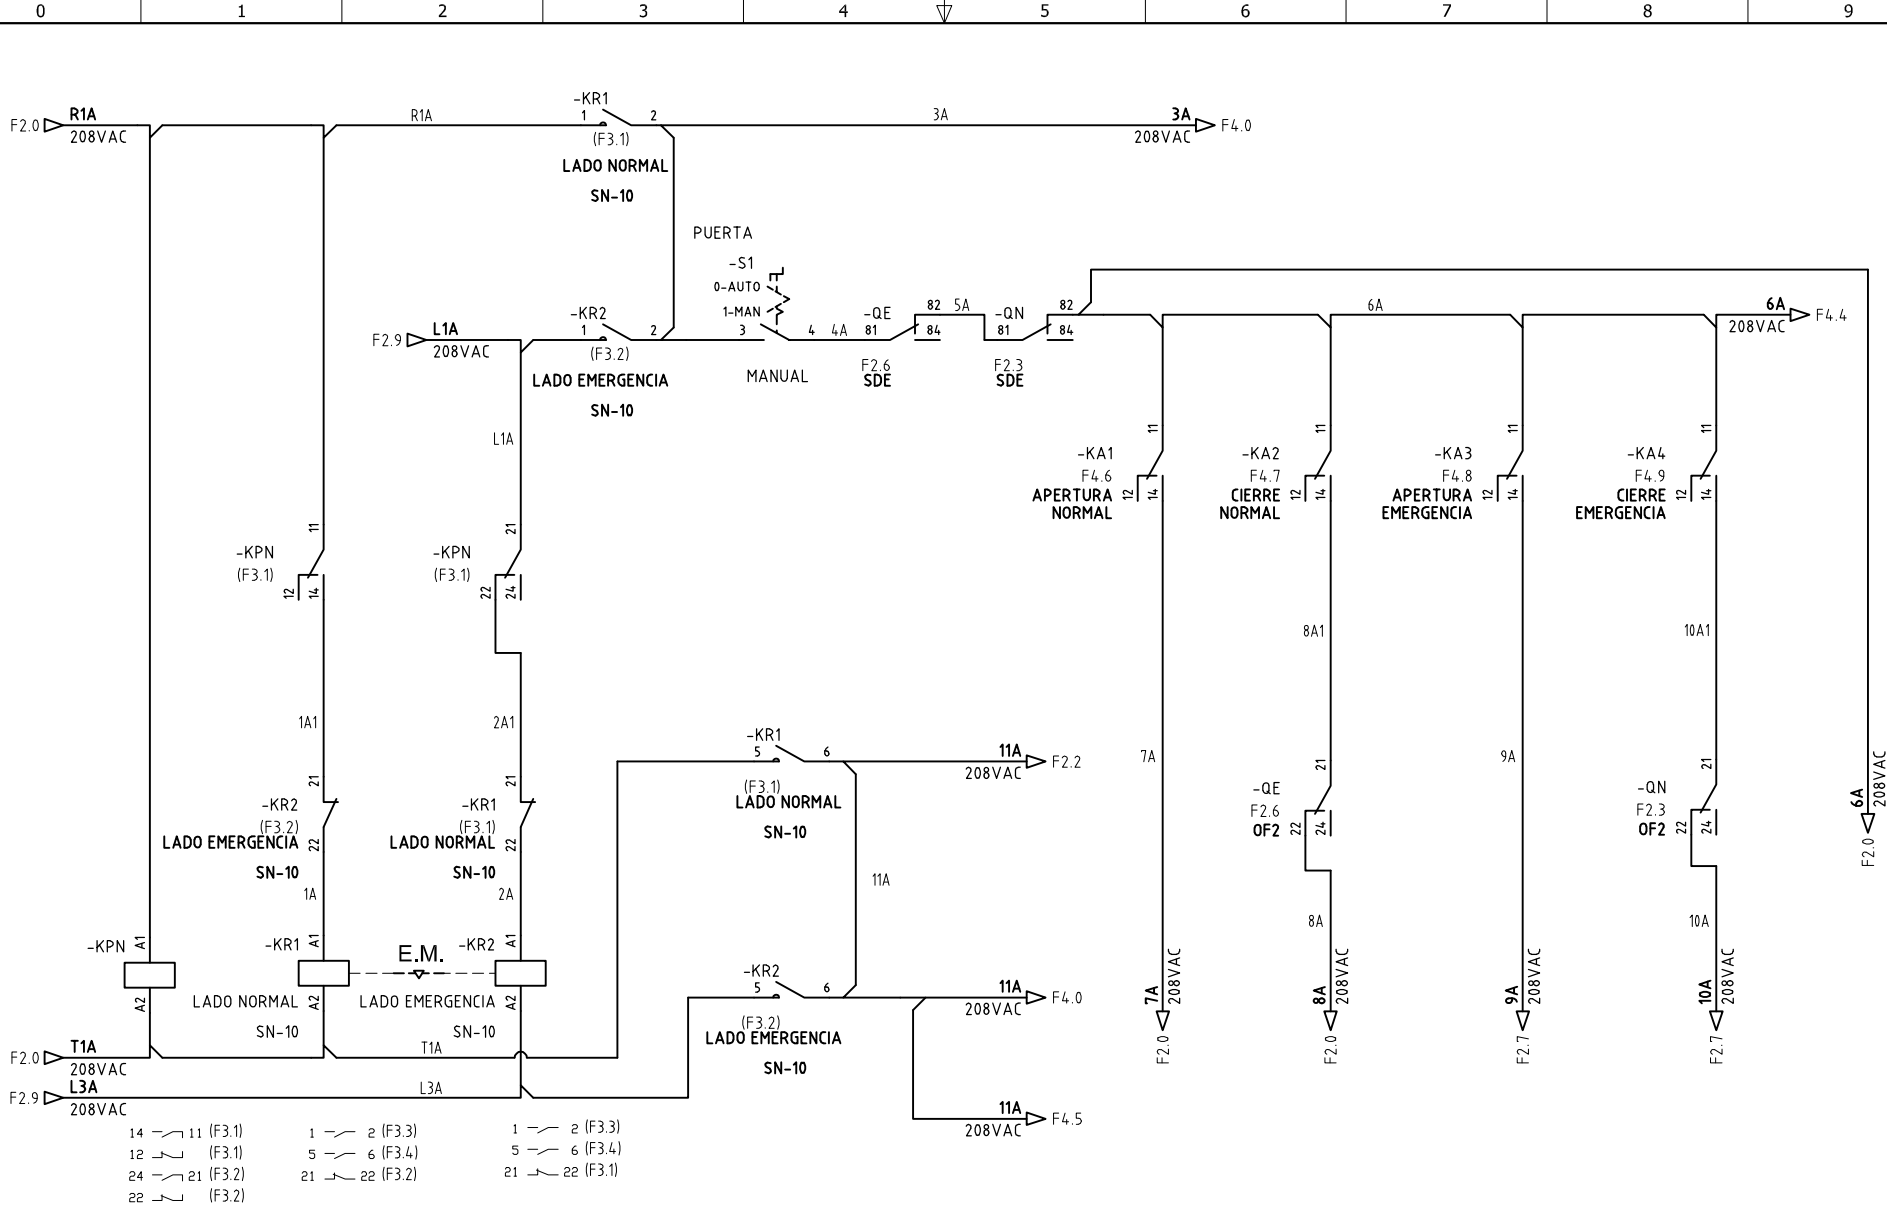 0 1 2 3 4 5 6 7 8 9
F2.0 R1A 208VAC
R1A
-KR1
1 2
(F3.1)
LADO NORMAL
SN-10
3A
3A 208VAC F4.0
PUERTA
-S1
0-AUTO
1-MAN
3 4
MANUAL
F2.9 L1A 208VAC
-KR2
1 2
(F3.2)
LADO EMERGENCIA
SN-10
4A
-QE
81 82 84
F2.6
SDE
5A
-QN
81 82 84
F2.3
SDE
6A
6A 208VAC F4.4
L1A
11
-KA1
F4.6
APERTURA
NORMAL
12 14
11
-KA2
F4.7
CIERRE
NORMAL
12 14
11
-KA3
F4.8
APERTURA
EMERGENCIA
12 14
11
-KA4
F4.9
CIERRE
EMERGENCIA
12 14
11
-KPN
(F3.1)
12 14
21
-KPN
(F3.1)
22 24
8A1
10A1
1A1
2A1
21
-KR2
(F3.2)
LADO EMERGENCIA
22
SN-10
1A
21
-KR1
(F3.1)
LADO NORMAL
22
SN-10
2A
-KR1
5 6
(F3.1)
LADO NORMAL
SN-10
11A 208VAC F2.2
11A
7A
9A
21
-QE
F2.6
OF2
22 24
21
-QN
F2.3
OF2
22 24
6A 208VAC
F2.0
8A
10A
-KPN
A1
A2
-KR1
A1
A2
LADO NORMAL
SN-10
E.M.
-KR2
A1
A2
LADO EMERGENCIA
SN-10
-KR2
5 6
(F3.2)
LADO EMERGENCIA
SN-10
11A 208VAC F4.0
11A 208VAC F4.5
7A 208VAC
F2.0
8A 208VAC
F2.0
9A 208VAC
F2.7
10A 208VAC
F2.7
F2.0 T1A 208VAC
T1A
F2.9 L3A 208VAC
L3A
14 11 (F3.1)
12 (F3.1)
24 21 (F3.2)
22 (F3.2)
1 2 (F3.3)
5 6 (F3.4)
21 22 (F3.2)
1 2 (F3.3)
5 6 (F3.4)
21 22 (F3.1)